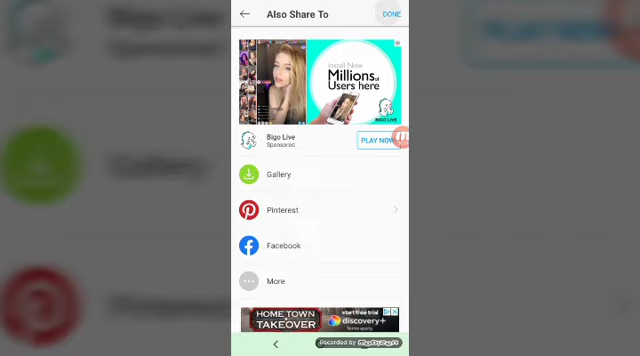 Also Share To
DONE
Install Now
Millions of
Users here
BIGO LIVE
Bigo Live
Sponsored
PLAY NOW
Gallery
Pinterest
Facebook
More
HOME TOWN
TAKEOVER
start free trial
discovery+
Terms apply.
Recorded by
Gallery